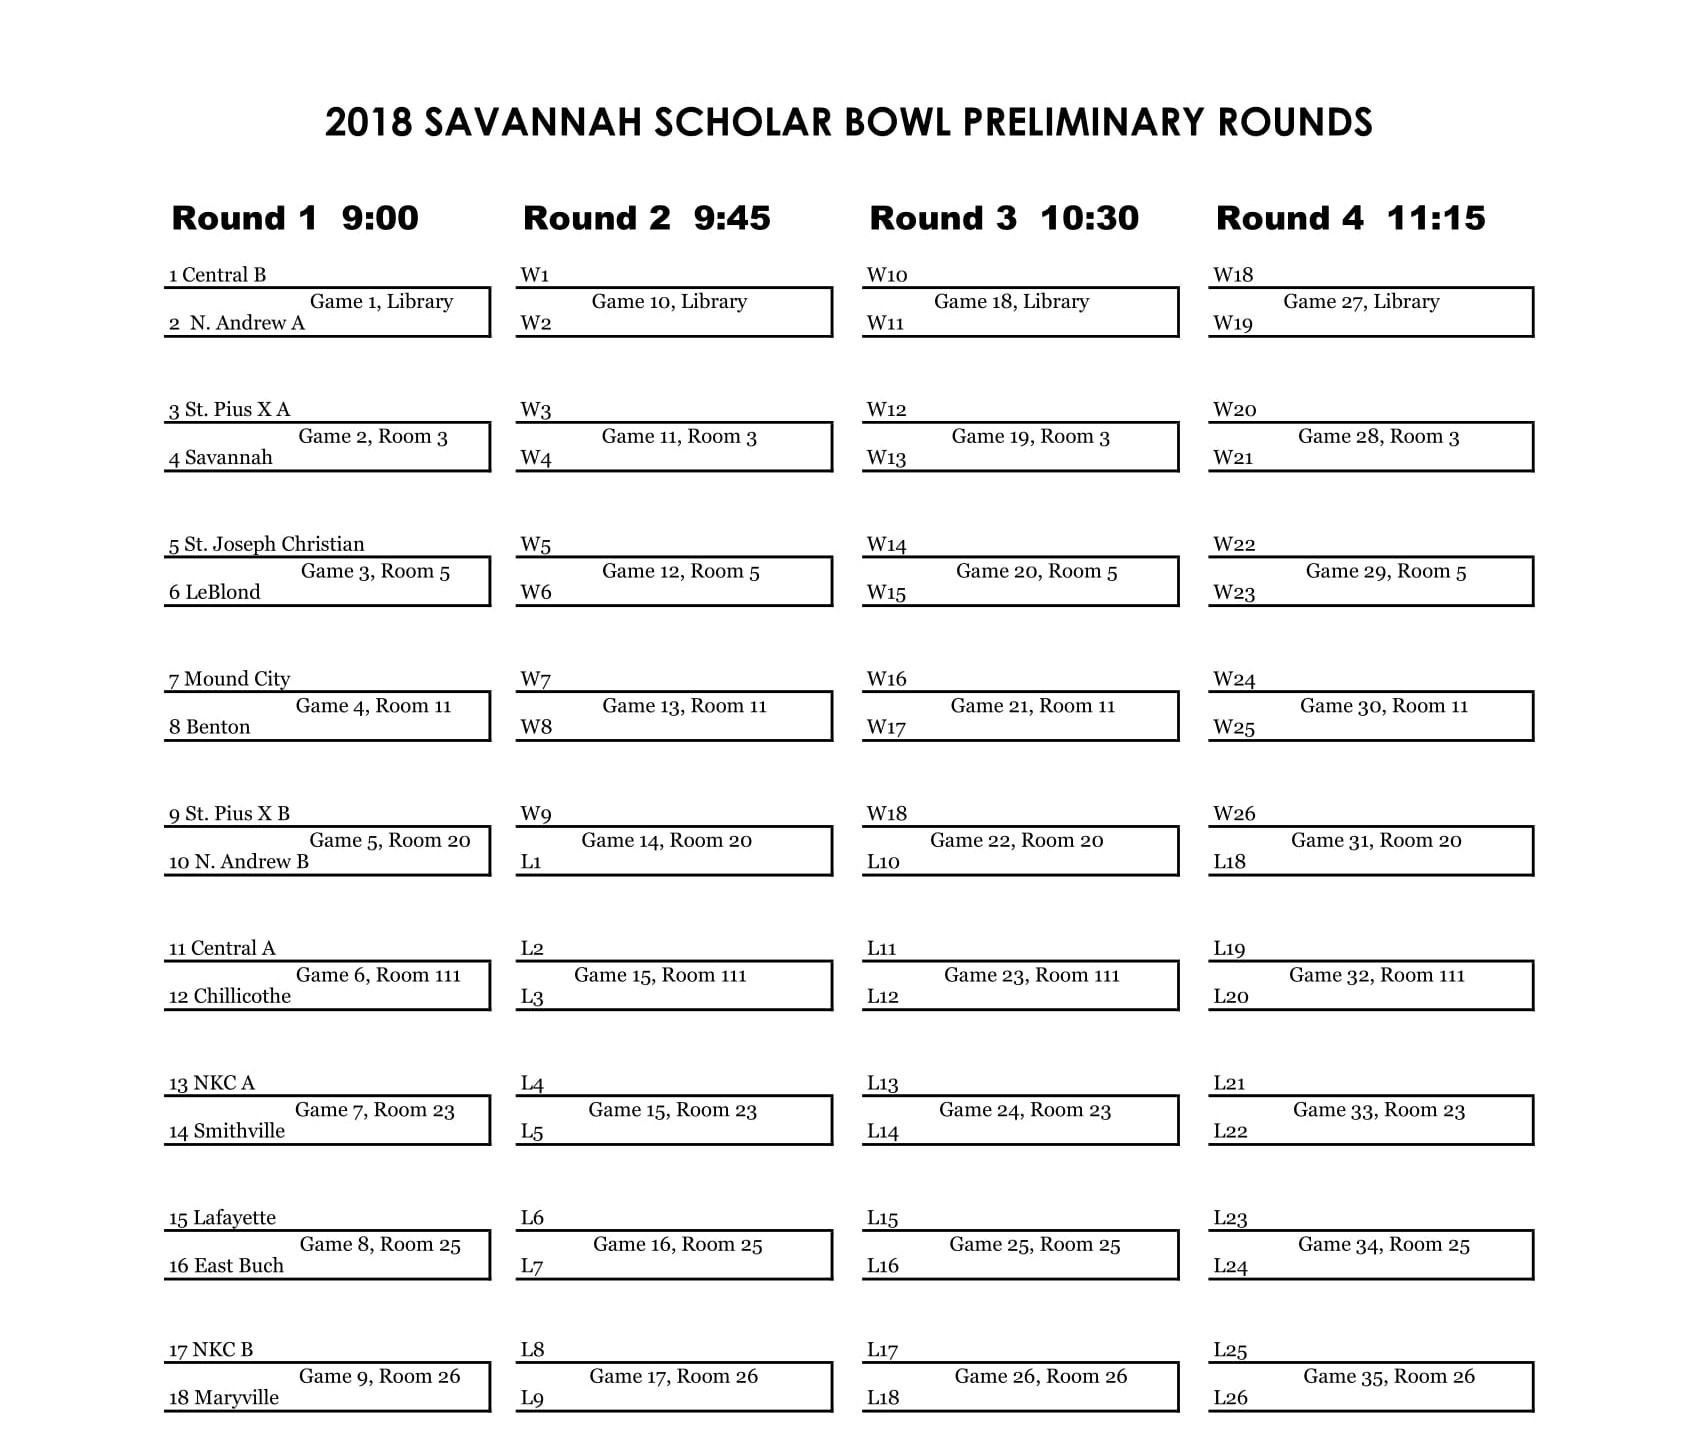 2018 SAVANNAH SCHOLAR BOWL PRELIMINARY ROUNDS
Round 1 9:00
Round 2 9:45
Round 3 10:30
Round 4 11:15
1 Central B
W1
W10
W18
Game 1, Library
Game 10, Library
Game 18, Library
Game 27, Library
2 N. Andrew A
W2
W11
W19
3 St. Pius X A
W3
W12
W20
Game 2, Room 3
Game 11, Room 3
Game 19, Room 3
Game 28, Room 3
4 Savannah
W4
W13
W21
5 St. Joseph Christian
W5
W14
W22
Game 3, Room 5
Game 12, Room 5
Game 20, Room 5
Game 29, Room 5
6 LeBlond
W6
W15
W23
7 Mound City
W7
W16
W24
Game 4, Room 11
Game 13, Room 11
Game 21, Room 11
Game 30, Room 11
8 Benton
W8
W17
W25
9 St. Pius X B
W9
W18
W26
Game 5, Room 20
Game 14, Room 20
Game 22, Room 20
Game 31, Room 20
10 N. Andrew B
L1
L10
L18
11 Central A
L2
L11
L19
Game 6, Room 111
Game 15, Room 111
Game 23, Room 111
Game 32, Room 111
12 Chillicothe
L3
L12
L20
13 NKC A
L4
L13
L21
Game 7, Room 23
Game 15, Room 23
Game 24, Room 23
Game 33, Room 23
14 Smithville
L5
L14
L22
15 Lafayette
L6
L15
L23
Game 8, Room 25
Game 16, Room 25
Game 25, Room 25
Game 34, Room 25
16 East Buch
L7
L16
L24
17 NKC B
L8
L17
L25
Game 9, Room 26
Game 17, Room 26
Game 26, Room 26
Game 35, Room 26
18 Maryville
L9
L18
L26